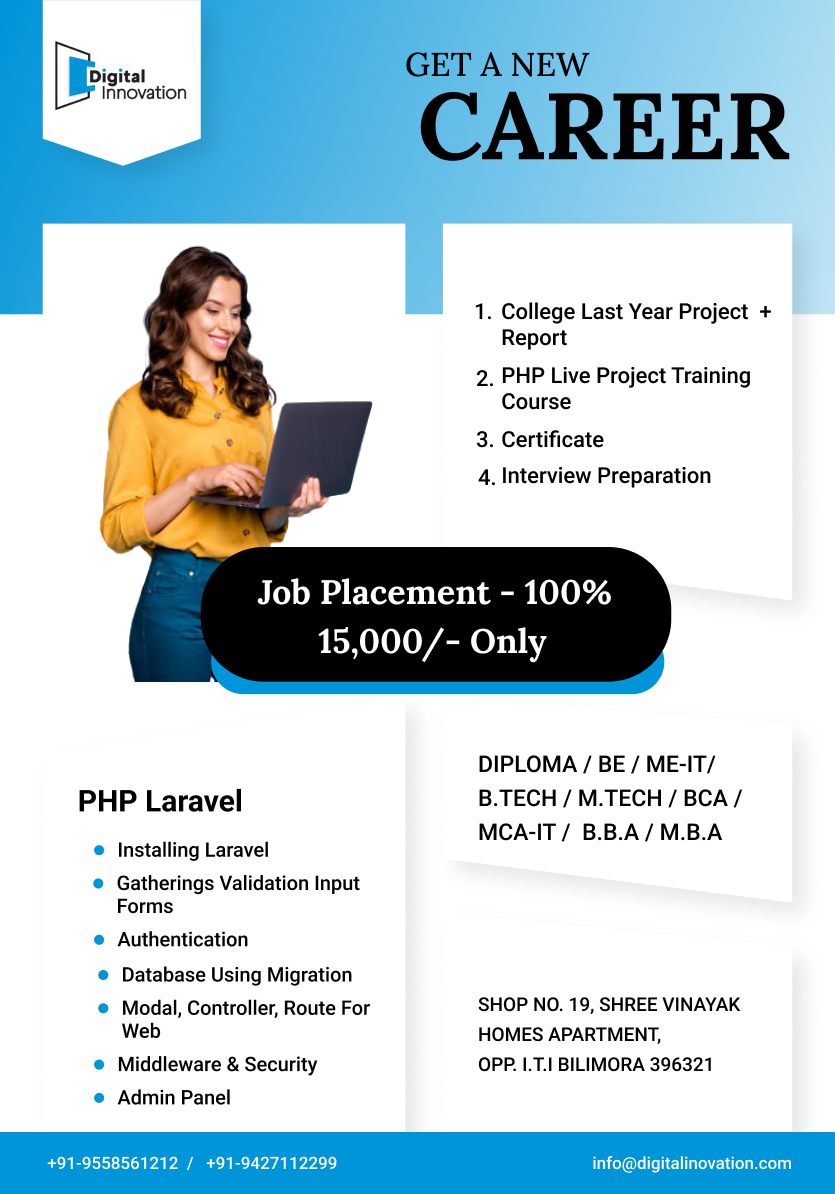 Digital
Innovation
GET A NEW
CAREER
1. College Last Year Project +
Report
2. PHP Live Project Training
Course
3. Certificate
4. Interview Preparation
Job Placement - 100%
15,000/- Only
PHP Laravel
Installing Laravel
Gatherings Validation Input
Forms
Authentication
Database Using Migration
Modal, Controller, Route For
Web
Middleware & Security
Admin Panel
DIPLOMA / BE / ME-IT/
B.TECH / M.TECH / BCA /
MCA-IT / B.B.A / M.B.A
SHOP NO. 19, SHREE VINAYAK
HOMES APARTMENT,
OPP. I.T.I BILIMORA 396321
+91-9558561212 / +91-9427112299
info@digitalinovation.com